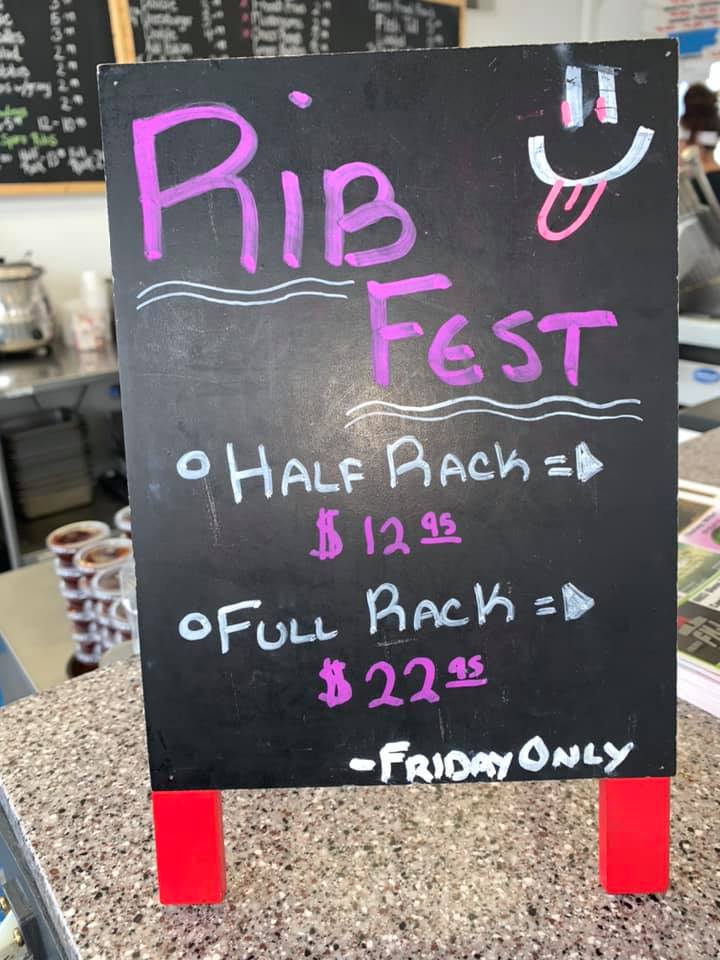 RIB
FEST
HALF RACK =>
$12.95
FULL RACK =>
$22.95
-FRIDAY ONLY